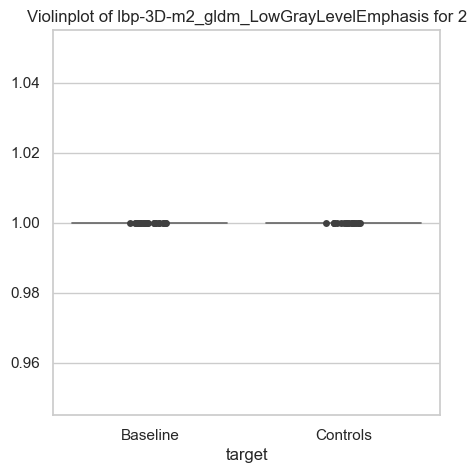 Violinplot of lbp-3D-m2_gldm_LowGrayLevelEmphasis for 2
1.04
1.02
1.00
0.98
0.96
Baseline Controls
target